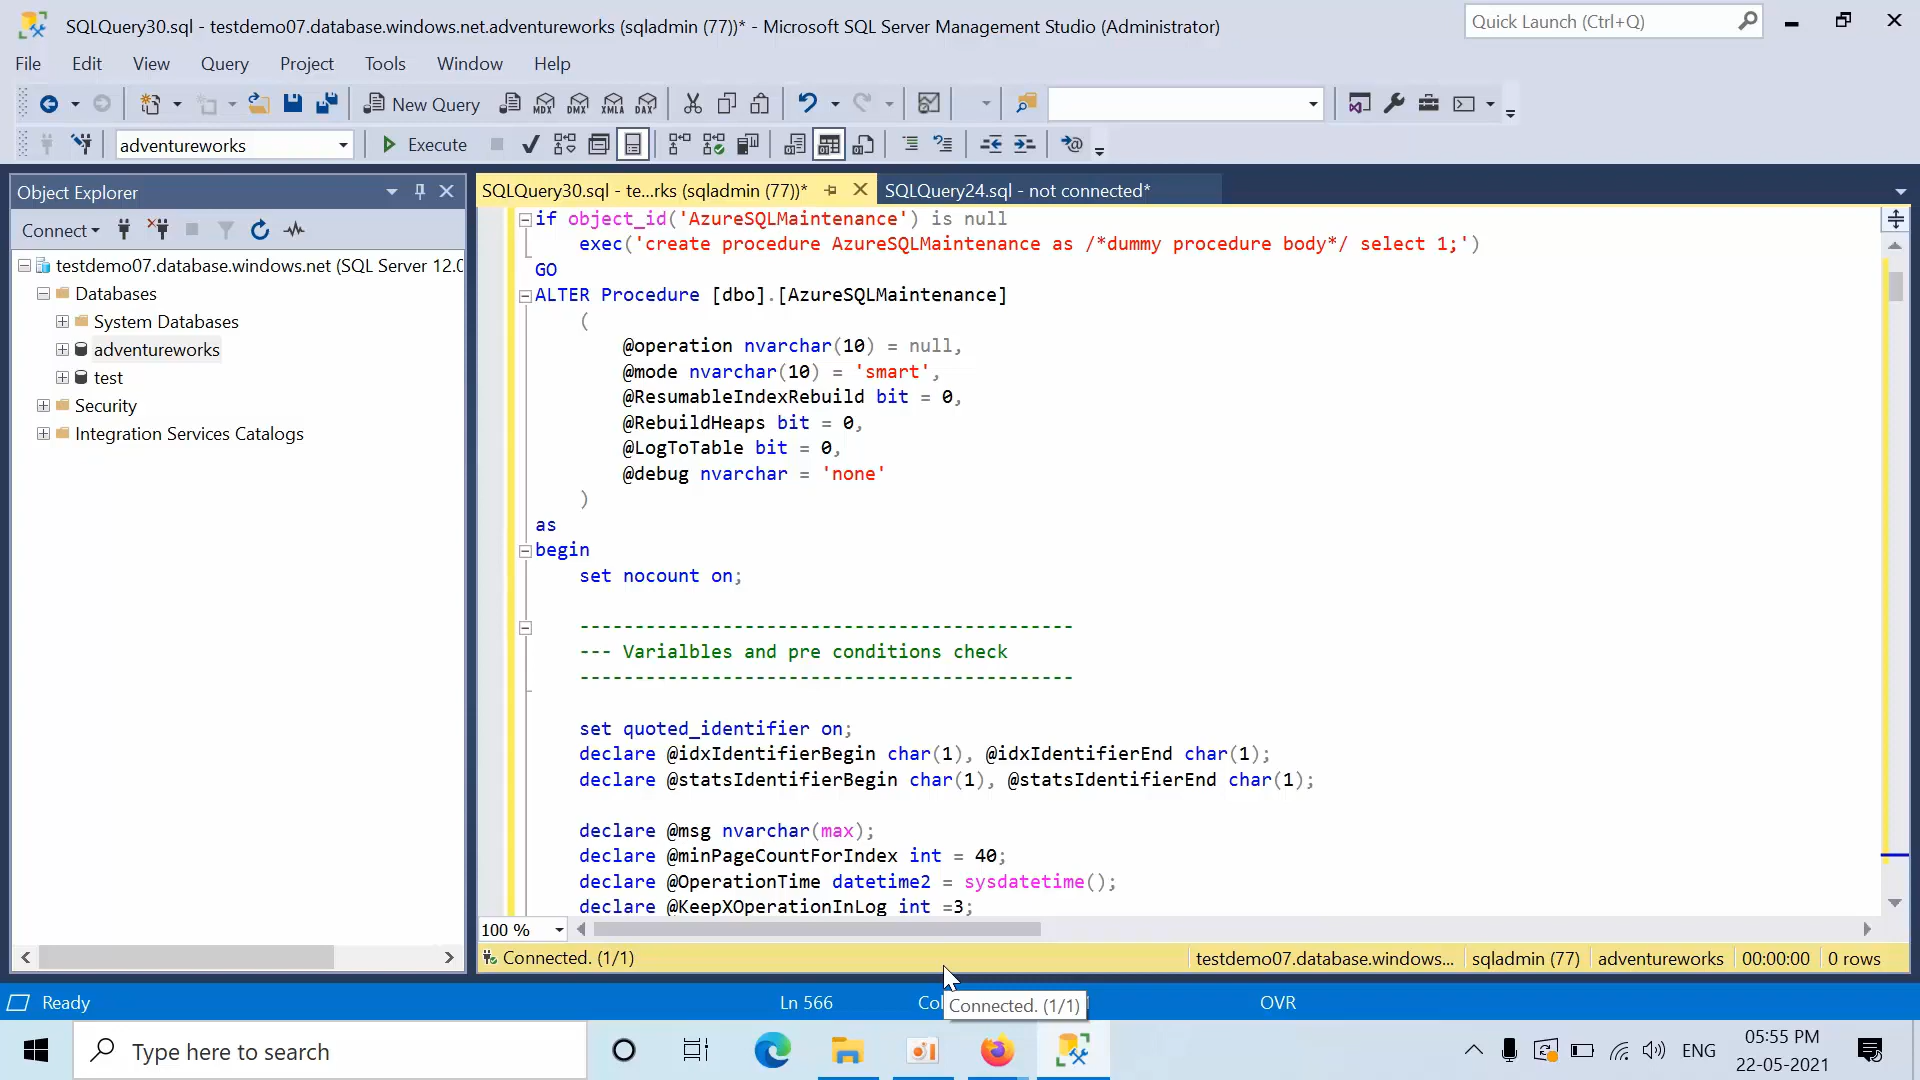 SQLQuery30.sql - testdemo07.database.windows.net.adventureworks (sqladmin (77))* - Microsoft SQL Server Management Studio (Administrator)
Quick Launch (Ctrl+Q)
File Edit View Query Project Tools Window Help
New Query MDX DMX XMLA DAX
adventureworks Execute
Object Explorer
SQLQuery30.sql - te...rks (sqladmin (77))* SQLQuery24.sql - not connected*
Connect
testdemo07.database.windows.net (SQL Server 12.0
Databases
System Databases
adventureworks
test
Security
Integration Services Catalogs
if object_id('AzureSQLMaintenance') is null
exec('create procedure AzureSQLMaintenance as /*dummy procedure body*/ select 1;')
GO
ALTER Procedure [dbo].[AzureSQLMaintenance]
(
@operation nvarchar(10) = null,
@mode nvarchar(10) = 'smart',
@ResumableIndexRebuild bit = 0,
@RebuildHeaps bit = 0,
@LogToTable bit = 0,
@debug nvarchar = 'none'
)
as
begin
set nocount on;
---------------------------------------------
--- Varialbles and pre conditions check
---------------------------------------------
set quoted_identifier on;
declare @idxIdentifierBegin char(1), @idxIdentifierEnd char(1);
declare @statsIdentifierBegin char(1), @statsIdentifierEnd char(1);
declare @msg nvarchar(max);
declare @minPageCountForIndex int = 40;
declare @OperationTime datetime2 = sysdatetime();
declare @KeepXOperationInLog int =3;
100 %
Connected. (1/1) testdemo07.database.windows... sqladmin (77) adventureworks 00:00:00 0 rows
Ready Ln 566 Co OVR
Connected. (1/1)
Type here to search
ENG
05:55 PM
22-05-2021